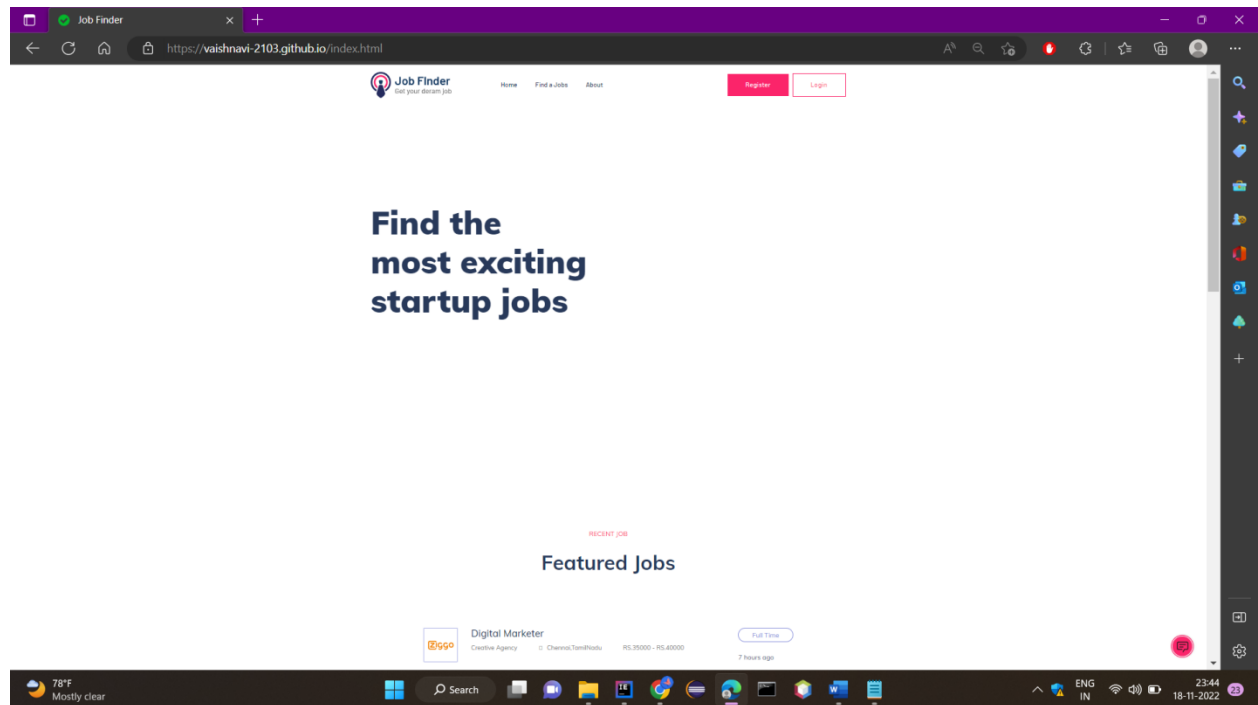 Job Finder
https://vaishnavi-2103.github.io/index.html
Job FInder
Get your doram job
Home Find a Jobs About
Register Login
Find the
most exciting
startup jobs
RECENT JOB
Featured Jobs
Ziggo
Digital Marketer
Creative Agency Chennai,TamilNadu RS.35000 - RS.40000
Full Time
7 hours ago
78°F
Mostly clear
Search
ENG
IN
23:44
18-11-2022
23